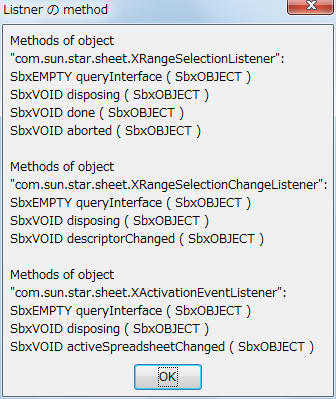 Listner の method
Methods of object
"com.sun.star.sheet.XRangeSelectionListener":
SbxEMPTY queryInterface ( SbxOBJECT )
SbxVOID disposing ( SbxOBJECT )
SbxVOID done ( SbxOBJECT )
SbxVOID aborted ( SbxOBJECT )
Methods of object
"com.sun.star.sheet.XRangeSelectionChangeListener":
SbxEMPTY queryInterface ( SbxOBJECT )
SbxVOID disposing ( SbxOBJECT )
SbxVOID descriptorChanged ( SbxOBJECT )
Methods of object
"com.sun.star.sheet.XActivationEventListener":
SbxEMPTY queryInterface ( SbxOBJECT )
SbxVOID disposing ( SbxOBJECT )
SbxVOID activeSpreadsheetChanged ( SbxOBJECT )
OK